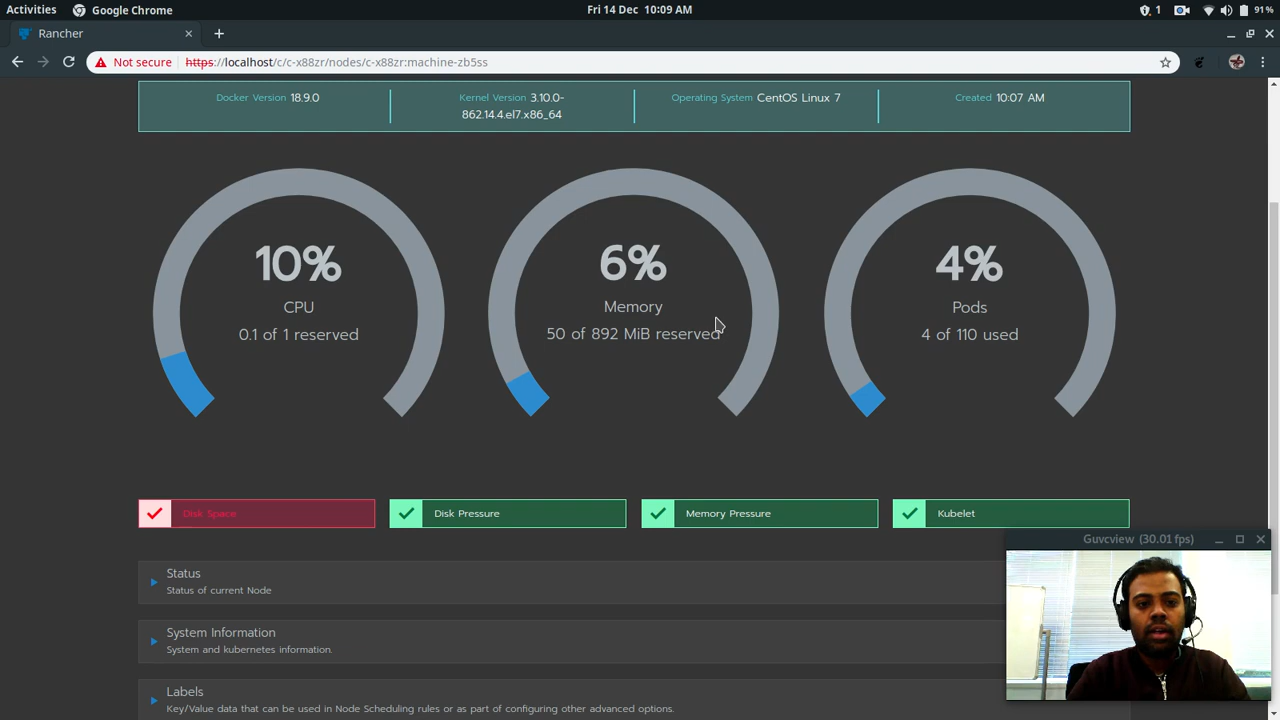 Activities
Google Chrome
Fri 14 Dec 10:09 AM
1
91%
Rancher
Not secure
https://localhost/c/c-x88zr/nodes/c-x88zr:machine-zb5ss
Docker Version 18.9.0
Kernel Version 3.10.0-
862.14.4.el7.x86_64
Operating System CentOS Linux 7
Created 10:07 AM
10%
CPU
0.1 of 1 reserved
6%
Memory
50 of 892 MiB reserved
4%
Pods
4 of 110 used
Disk Space
Disk Pressure
Memory Pressure
Kubelet
Guvcview (30.01 fps)
Status
Status of current Node
System Information
System and kubernetes information.
Labels
Key/Value data that can be used in Node Scheduling rules or as part of configuring other advanced options.